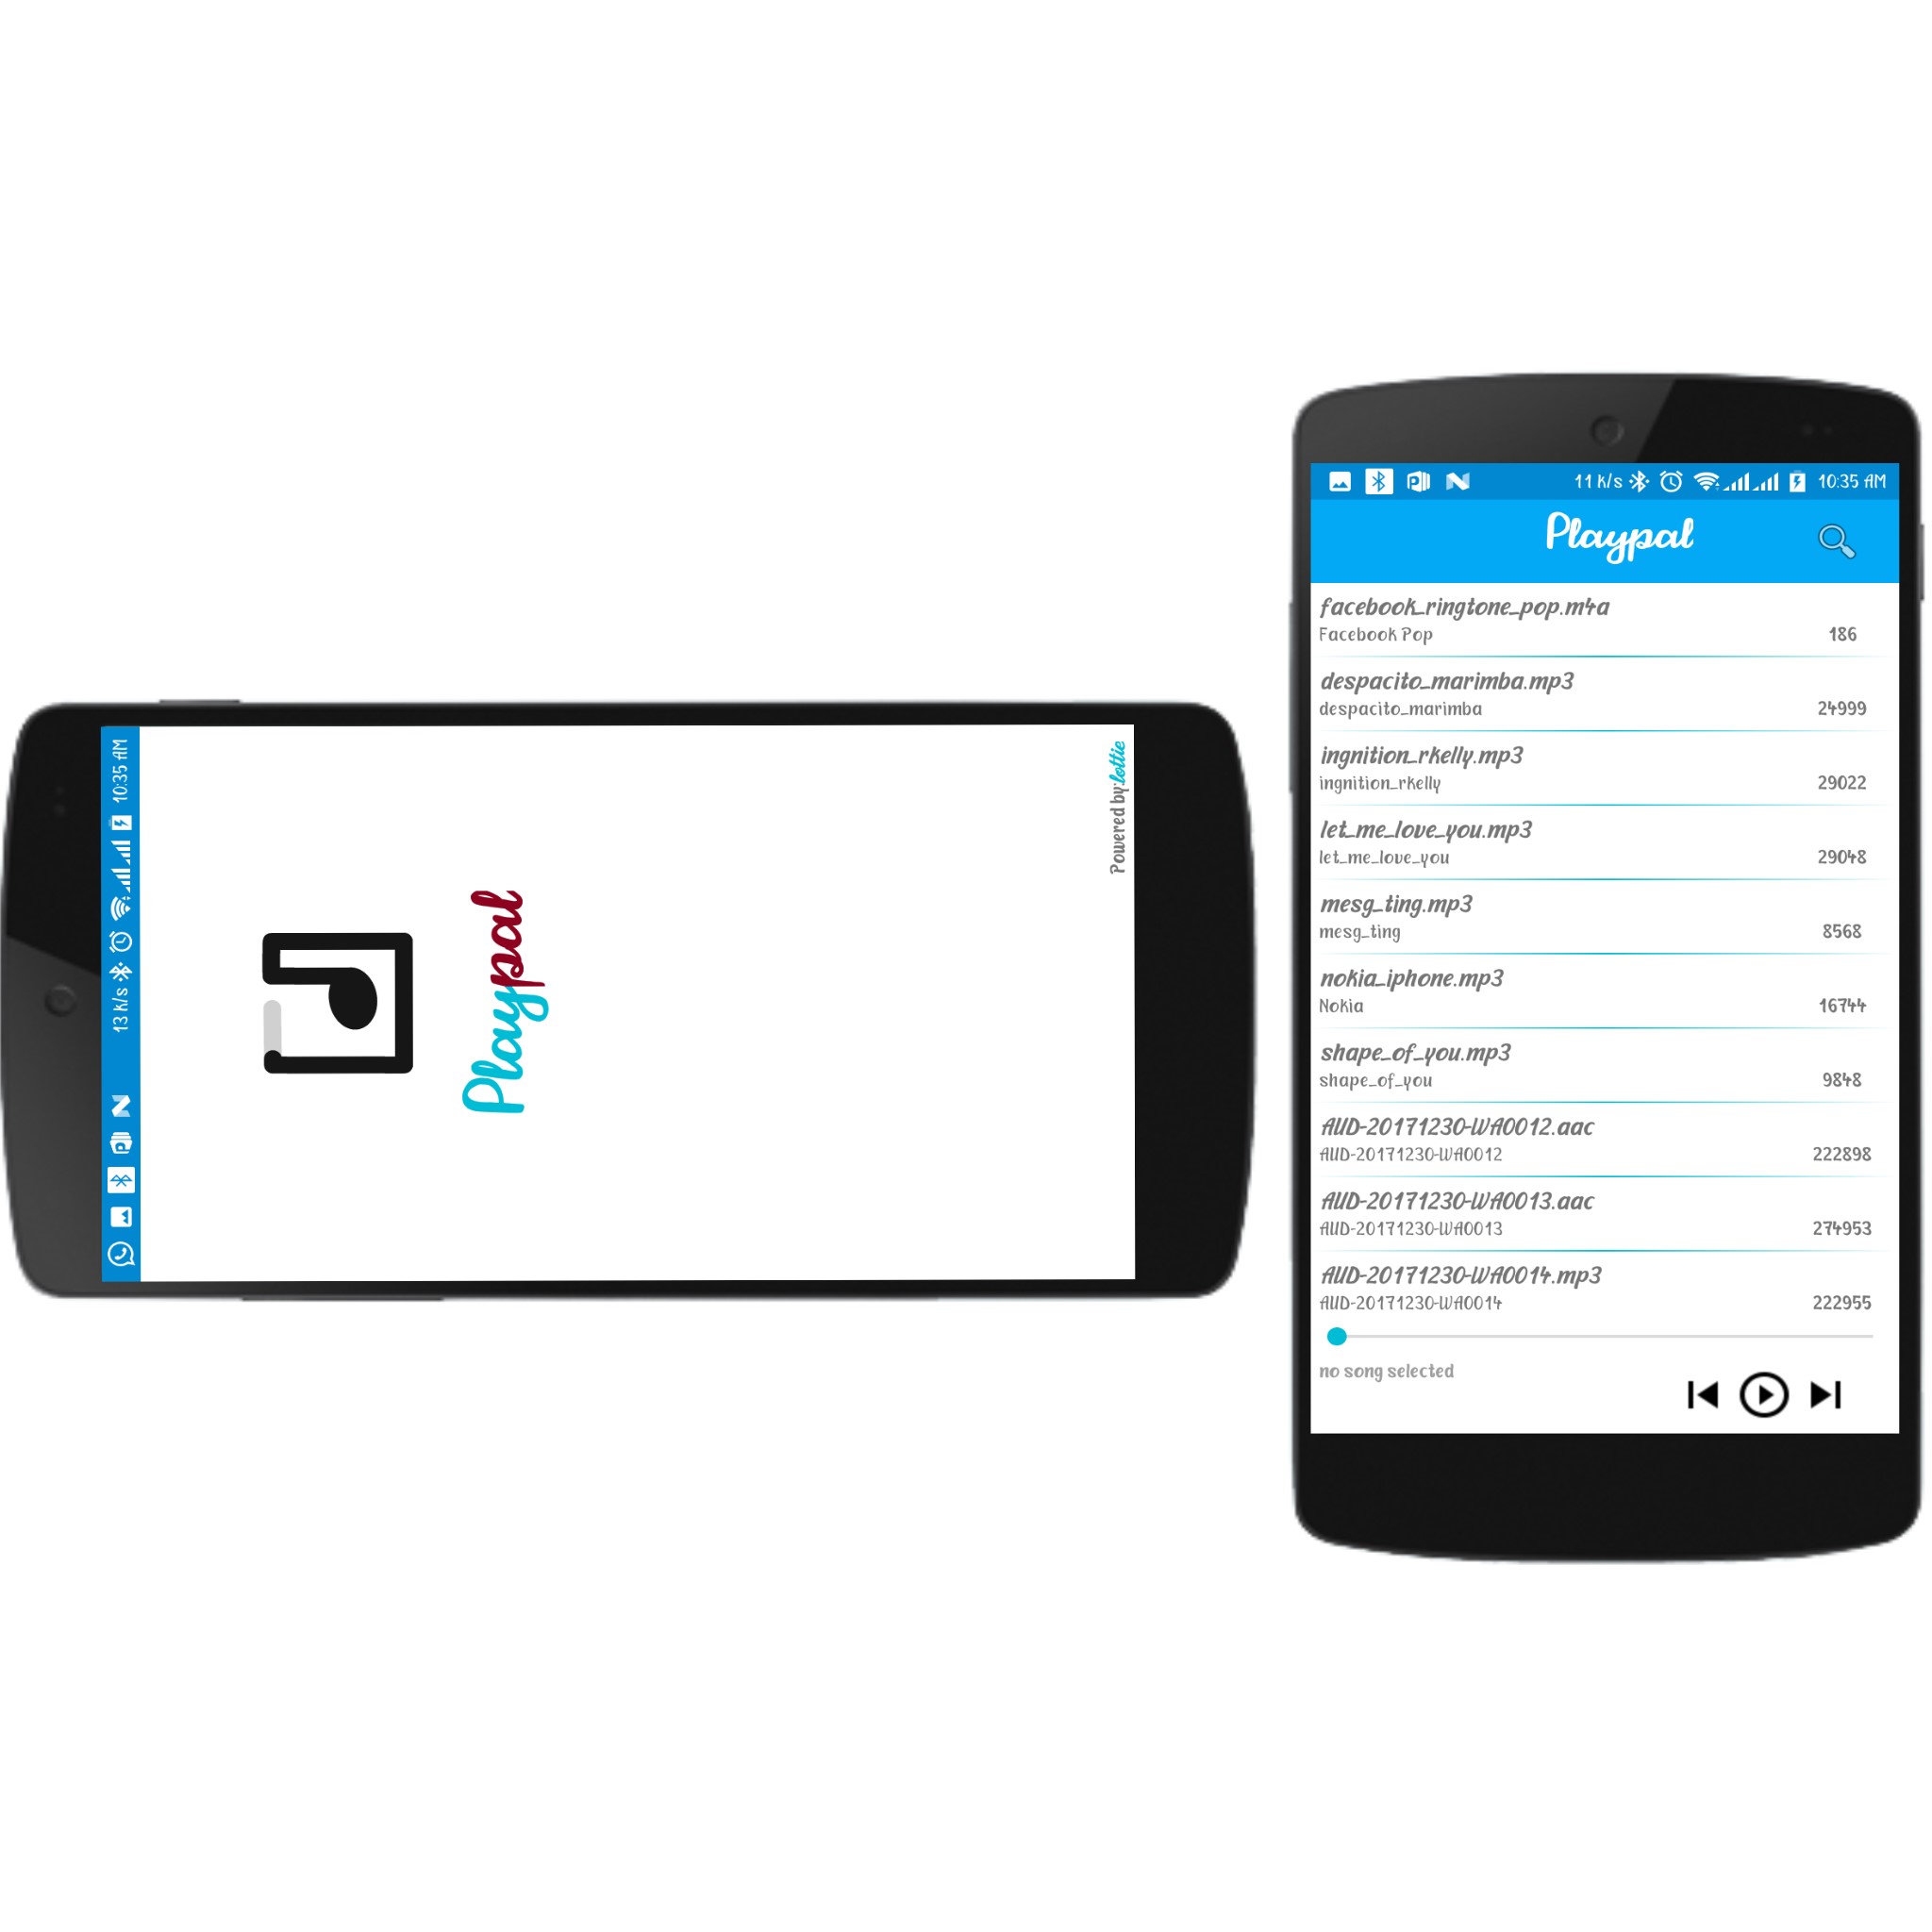 13 k/s 10:35 AM
Playpal
Powered by:Lottie
11 k/s 10:35 AM
Playpal
facebook_ringtone_pop.m4a
Facebook Pop 186
despacito_marimba.mp3
despacito_marimba 24999
ingnition_rkelly.mp3
ingnition_rkelly 29022
let_me_love_you.mp3
let_me_love_you 29048
mesg_ting.mp3
mesg_ting 8568
nokia_iphone.mp3
Nokia 16744
shape_of_you.mp3
shape_of_you 9848
AUD-20171230-WA0012.aac
AUD-20171230-WA0012 222898
AUD-20171230-WA0013.aac
AUD-20171230-WA0013 274953
AUD-20171230-WA0014.mp3
AUD-20171230-WA0014 222955
no song selected